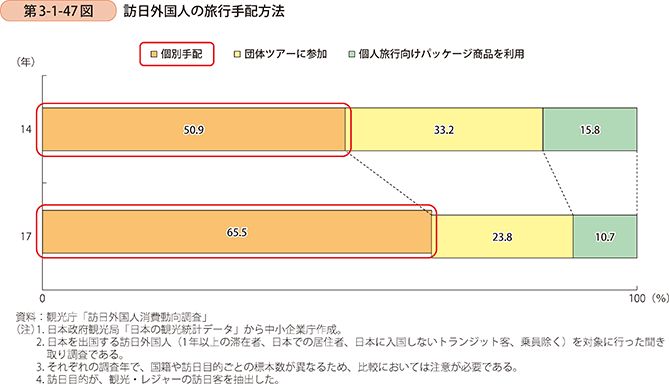 第3-1-47図 訪日外国人の旅行手配方法
個別手配 団体ツアーに参加 個人旅行向けパッケージ商品を利用
(年)
14 50.9 33.2 15.8
17 65.5 23.8 10.7
0 100 (%)
資料:観光庁「訪日外国人消費動向調査」
(注)1. 日本政府観光局「日本の観光統計データ」から中小企業庁作成。
2. 日本を出国する訪日外国人(1年以上の滞在者、日本での居住者、日本に入国しないトランジット客、乗員除く)を対象に行った聞き
取り調査である。
3. それぞれの調査年で、国籍や訪日目的ごとの標本数が異なるため、比較においては注意が必要である。
4. 訪日目的が、観光・レジャーの訪日客を抽出した。